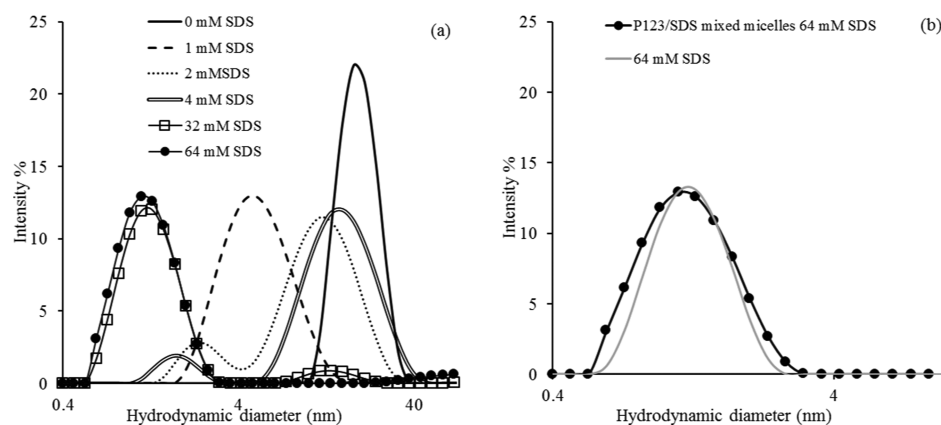 (a)
0 mM SDS
1 mM SDS
2 mMSDS
4 mM SDS
32 mM SDS
64 mM SDS
25
20
15
10
5
0
Intensity %
0.4
4
40
Hydrodynamic diameter (nm)
(b)
P123/SDS mixed micelles 64 mM SDS
64 mM SDS
25
20
15
10
5
0
Intensity %
0.4
4
Hydrodynamic diameter (nm)